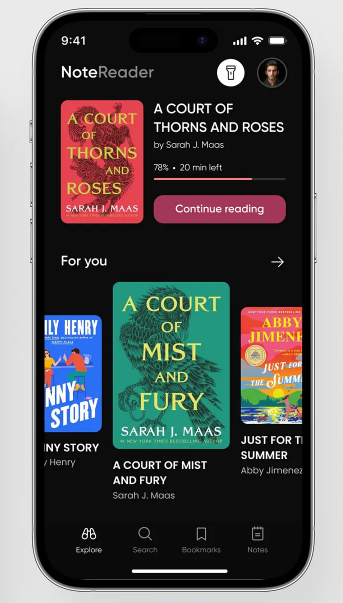 9:41
NoteReader
A COURT
OF
THORNS
AND
ROSES
SARAH J. MAAS
A COURT OF
THORNS AND ROSES
by Sarah J. Maas
78% • 20 min left
Continue reading
For you
ILY HENRY
NNY
STORY
NNY STORY
y Henry
A COURT
OF
MIST
AND
FURY
SARAH J. MAAS
#1 NEW YORK TIMES BESTSELLING AUTHOR
A COURT OF MIST
AND FURY
Sarah J. Maas
ABBY
JIMENE
JUST FOR
THE SUMME
JUST FOR T
SUMMER
Abby Jimenez
Explore
Search
Bookmarks
Notes